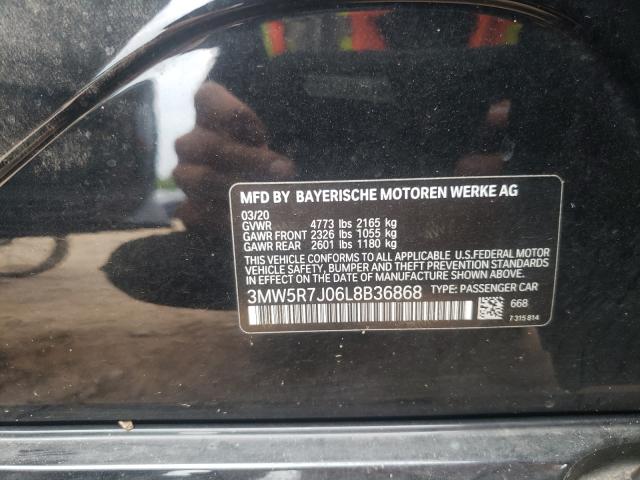 MFD BY BAYERISCHE MOTOREN WERKE AG
03/20
GVWR 4773 lbs 2165 kg
GAWR FRONT 2326 lbs 1055 kg
GAWR REAR 2601 lbs 1180 kg
THIS VEHICLE CONFORMS TO ALL APPLICABLE U.S.FEDERAL MOTOR
VEHICLE SAFETY, BUMPER AND THEFT PREVENTION STANDARDS
IN EFFECT ON THE DATE OF MANUFACTURE SHOWN ABOVE.
3MW5R7J06L8B36868 TYPE: PASSENGER CAR
668
7 315 814